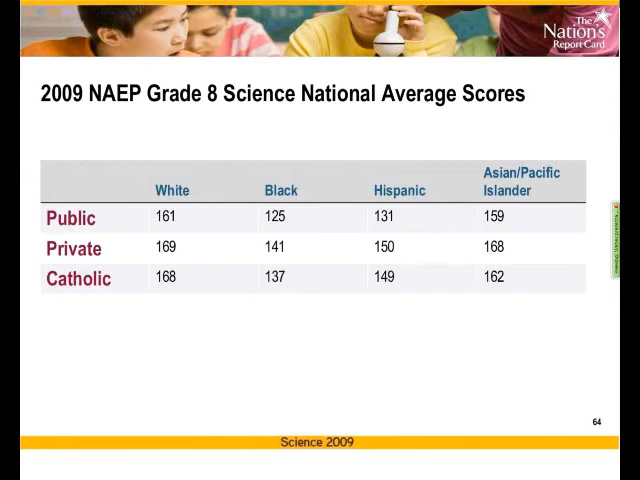 The
Nation's
Report Card
2009 NAEP Grade 8 Science National Average Scores
White Black Hispanic Asian/Pacific Islander
Public 161 125 131 159
Private 169 141 150 168
Catholic 168 137 149 162
64
Science 2009